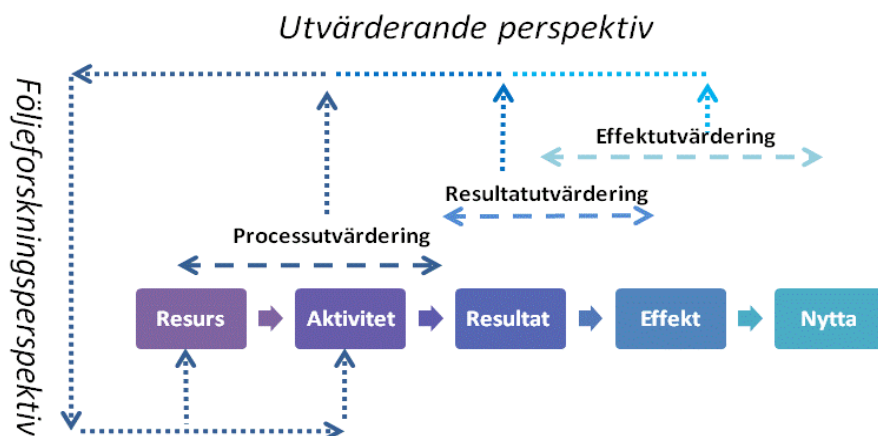 Utvärderande perspektiv
Följeforskningsperspektiv
Effektutvärdering
Resultatutvärdering
Processutvärdering
Resurs
Aktivitet
Resultat
Effekt
Nytta